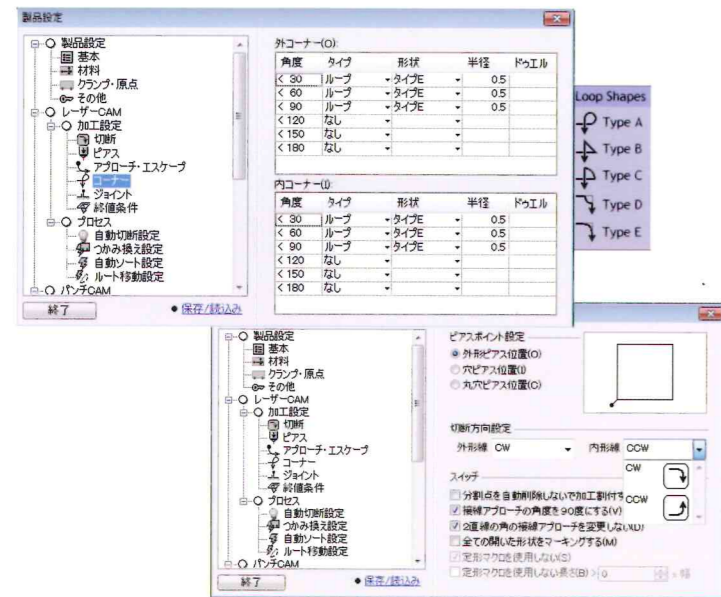 製品設定
製品設定
基本
材料
クランプ・原点
その他
レーザーCAM
加工設定
切断
ピアス
アプローチ・エスケープ
コーナー
ジョイント
終値条件
プロセス
自動切断設定
つかみ換え設定
自動ソート設定
ルート移動設定
パンチCAM
終了
保存/読込み
外コーナー(O):
角度 タイプ 形状 半径 ドゥエル
< 30 ループ タイプE 0.5
< 60 ループ タイプE 0.5
< 90 ループ タイプE 0.5
< 120 なし
< 150 なし
< 180 なし
内コーナー(I):
角度 タイプ 形状 半径 ドゥエル
< 30 ループ タイプE 0.5
< 60 ループ タイプE 0.5
< 90 ループ タイプE 0.5
< 120 なし
< 150 なし
< 180 なし
Loop Shapes
Type A
Type B
Type C
Type D
Type E
製品設定
基本
材料
クランプ・原点
その他
レーザーCAM
加工設定
切断
ピアス
アプローチ・エスケープ
コーナー
ジョイント
終値条件
プロセス
自動切断設定
つかみ換え設定
自動ソート設定
ルート移動設定
パンチCAM
終了
保存/読込み
ピアスポイント設定
外形ピアス位置(O)
穴ピアス位置(I)
丸穴ピアス位置(C)
切断方向設定
外形線 CW 内形線 CCW
CW
CCW
スイッチ
分割点を自動削除しないで加工割付す
接線アプローチの角度を90度にする(V)
2直線の角の接線アプローチを変更しない(D)
全ての開いた形状をマーキングする(M)
定形マクロを使用しない(S)
定形マクロを使用しない長さ(B) > 0 x 幅